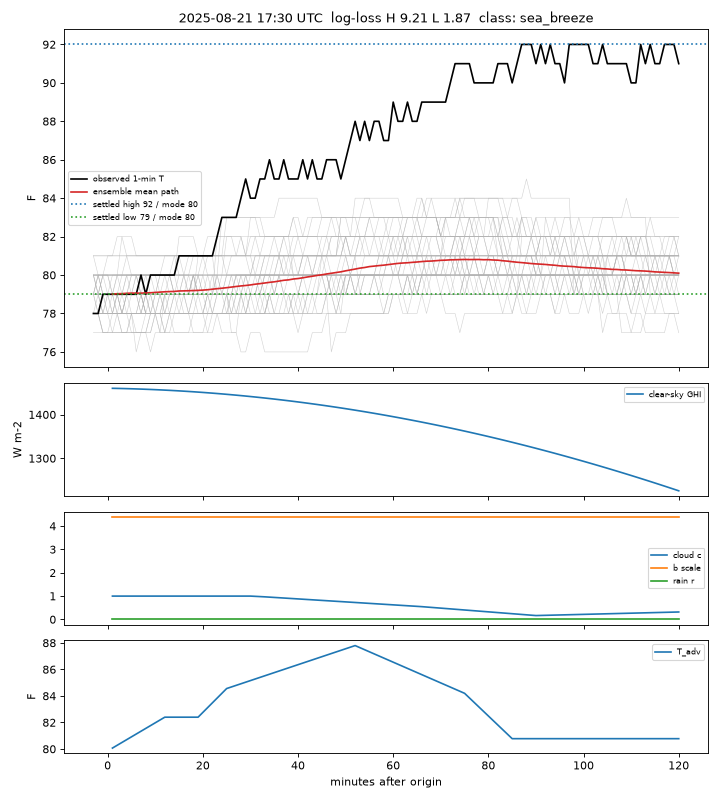 2025-08-21 17:30 UTC  log-loss H 9.21 L 1.87  class: sea_breeze
92
90
88
86
84
82
80
78
76
F
observed 1-min T
ensemble mean path
settled high 92 / mode 80
settled low 79 / mode 80
1400
1300
W m-2
clear-sky GHI
4
3
2
1
0
cloud c
b scale
rain r
88
86
84
82
80
F
T_adv
0 20 40 60 80 100 120
minutes after origin